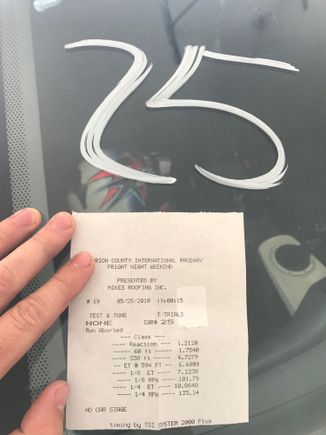 25
RION COUNTY INTERNATIONAL RACEWAY
FRIGHT NIGHT WEEKEND
PRESENTED BY
MIKES ROOFING INC.
# 19 05/25/2018 19:00:15
TEST & TUNE T TRIALS
NONE CAR# 25
Run Aborted
--- Class ---
--- Reaction --- 1.2120
--- 60 ft --- 1.7540
--- 330 ft --- 4.7279
-- ET @ 594 FT -- 6.6809
--- 1/8 ET --- 7.1230
--- 1/8 MPH --- 101.79
--- 1/4 ET --- 10.8640
--- 1/4 MPH --- 135.14
NO CAR STAGE
timing by TSI SYSTEM 2000 Plus